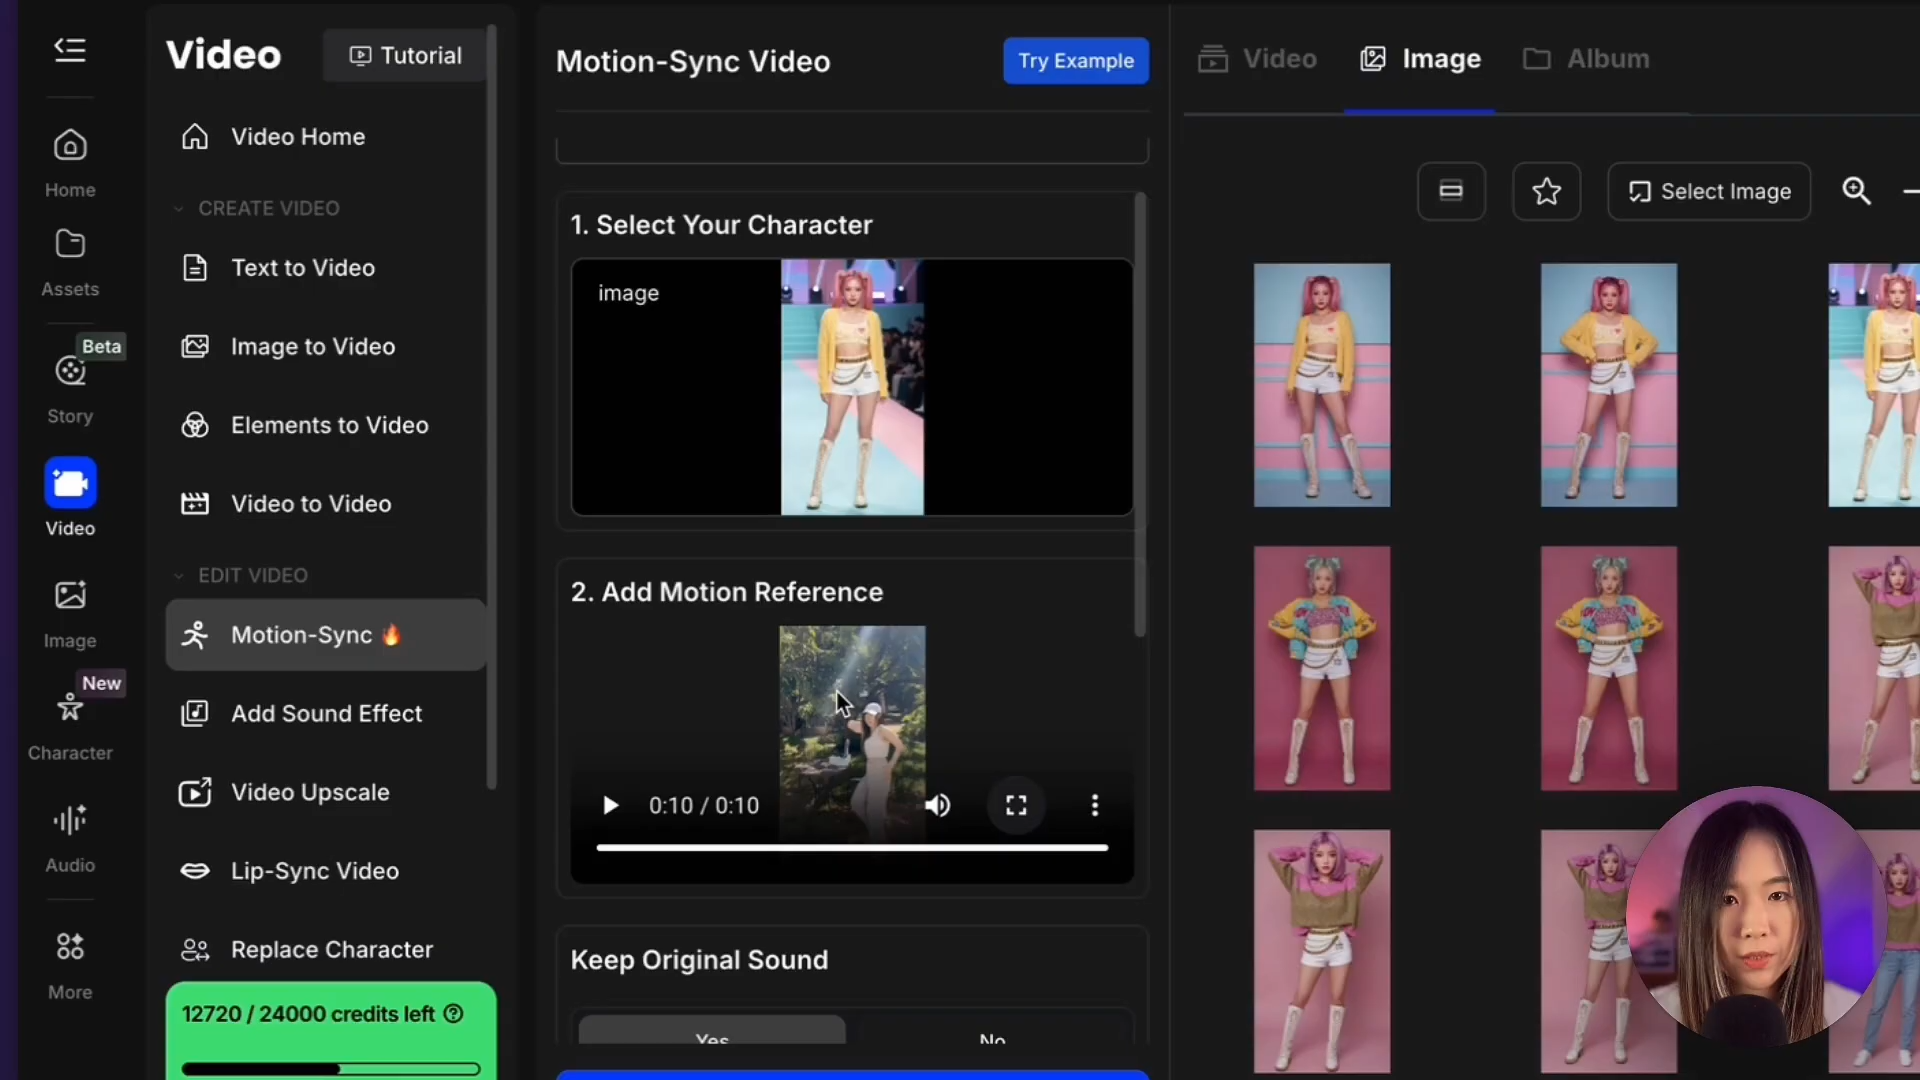 Home
Assets
Beta
Story
Video
Image
New
Character
Audio
More
Video
Tutorial
Video Home
CREATE VIDEO
Text to Video
Image to Video
Elements to Video
Video to Video
EDIT VIDEO
Motion-Sync 🔥
Add Sound Effect
Video Upscale
Lip-Sync Video
Replace Character
12720 / 24000 credits left
Motion-Sync Video
Try Example
1. Select Your Character
image
2. Add Motion Reference
0:10 / 0:10
Keep Original Sound
Yes
No
Video
Image
Album
Select Image